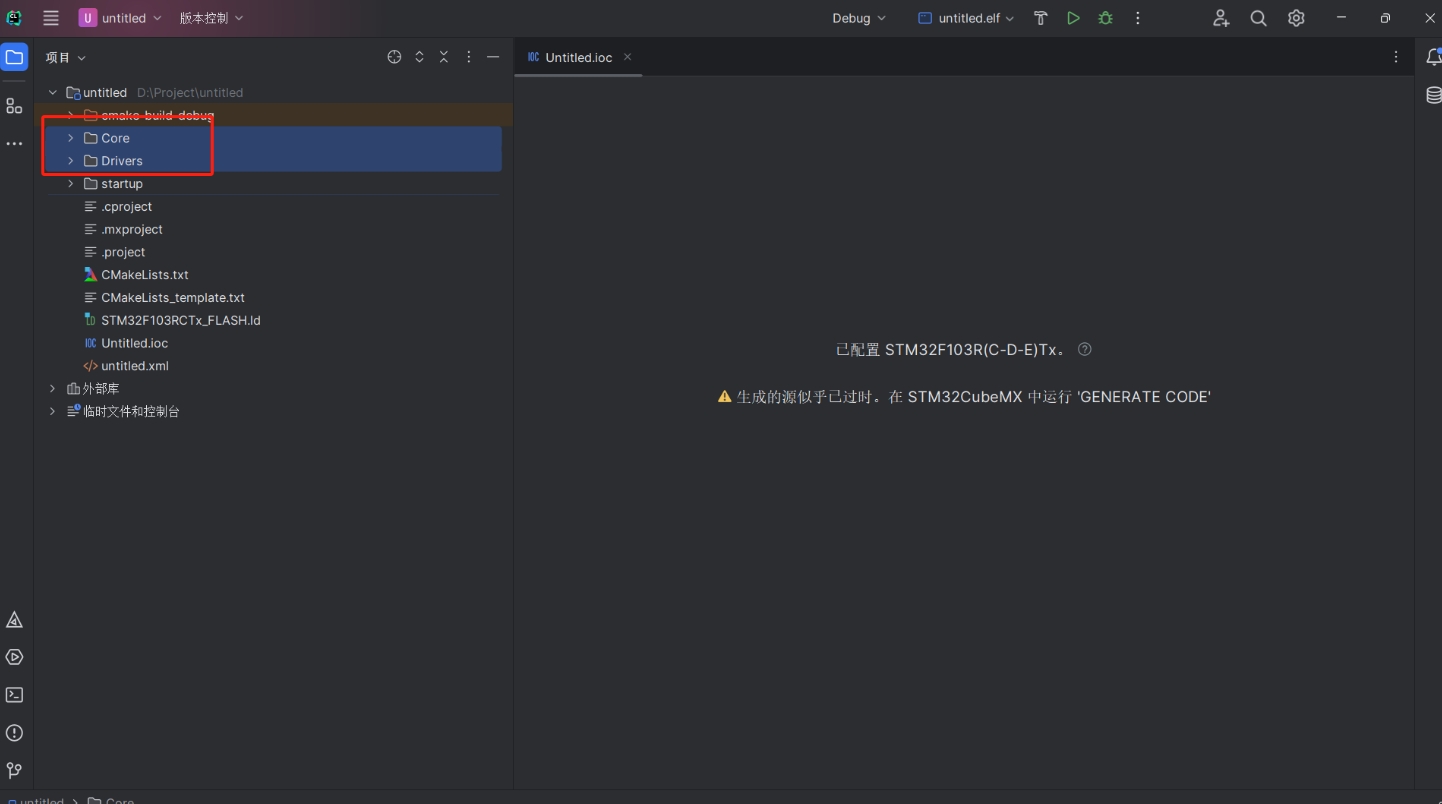 U untitled 版本控制 Debug untitled.elf
项目
IOC Untitled.ioc
untitled D:\Project\untitled
cmake-build-debug
Core
Drivers
startup
.cproject
.mxproject
.project
CMakeLists.txt
CMakeLists_template.txt
STM32F103RCTx_FLASH.ld
IOC Untitled.ioc
untitled.xml
外部库
临时文件和控制台
已配置 STM32F103R(C-D-E)Tx。
生成的源似乎已过时。在 STM32CubeMX 中运行 'GENERATE CODE'
untitled > Core